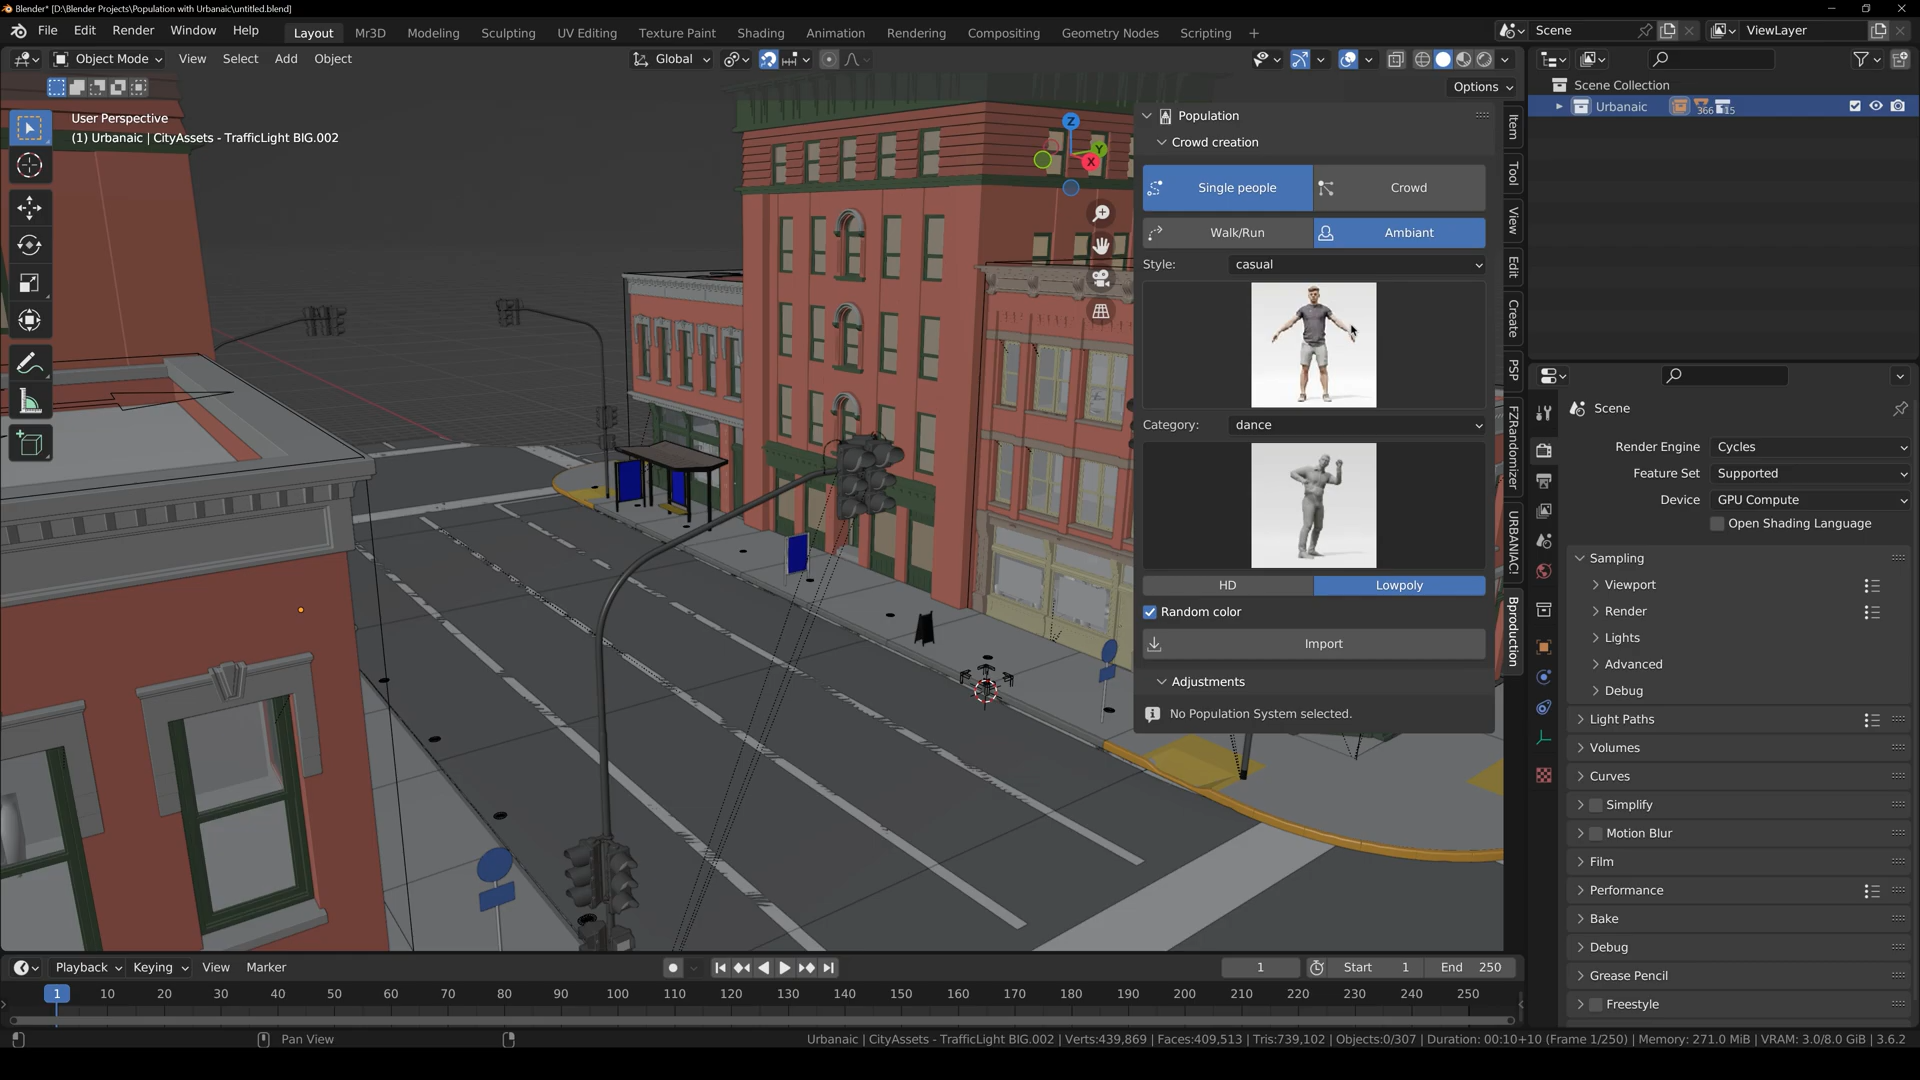 Blender* [D:\Blender Projects\Population with Urbanaic\untitled.blend]
File Edit Render Window Help Layout Mr3D Modeling Sculpting UV Editing Texture Paint Shading Animation Rendering Compositing Geometry Nodes Scripting + Scene ViewLayer
Object Mode View Select Add Object Global
Options
User Perspective
(1) Urbanaic | CityAssets - TrafficLight BIG.002
Z
Y
X
Population
Crowd creation
Single people Crowd
Walk/Run Ambiant
Style: casual
Category: dance
HD Lowpoly
Random color
Import
Adjustments
No Population System selected.
Item
Tool
View
Edit
Create
PSP
FZRandomizer
URBANIAC!
Bproduction
Scene Collection
Urbanaic 366 15
Scene
Render Engine Cycles
Feature Set Supported
Device GPU Compute
Open Shading Language
Sampling
Viewport
Render
Lights
Advanced
Debug
Light Paths
Volumes
Curves
Simplify
Motion Blur
Film
Performance
Bake
Debug
Grease Pencil
Freestyle
Playback Keying View Marker 1 Start 1 End 250
1 10 20 30 40 50 60 70 80 90 100 110 120 130 140 150 160 170 180 190 200 210 220 230 240 250
Pan View
Urbanaic | CityAssets - TrafficLight BIG.002 | Verts:439,869 | Faces:409,513 | Tris:739,102 | Objects:0/307 | Duration: 00:10+10 (Frame 1/250) | Memory: 271.0 MiB | VRAM: 3.0/8.0 GiB | 3.6.2